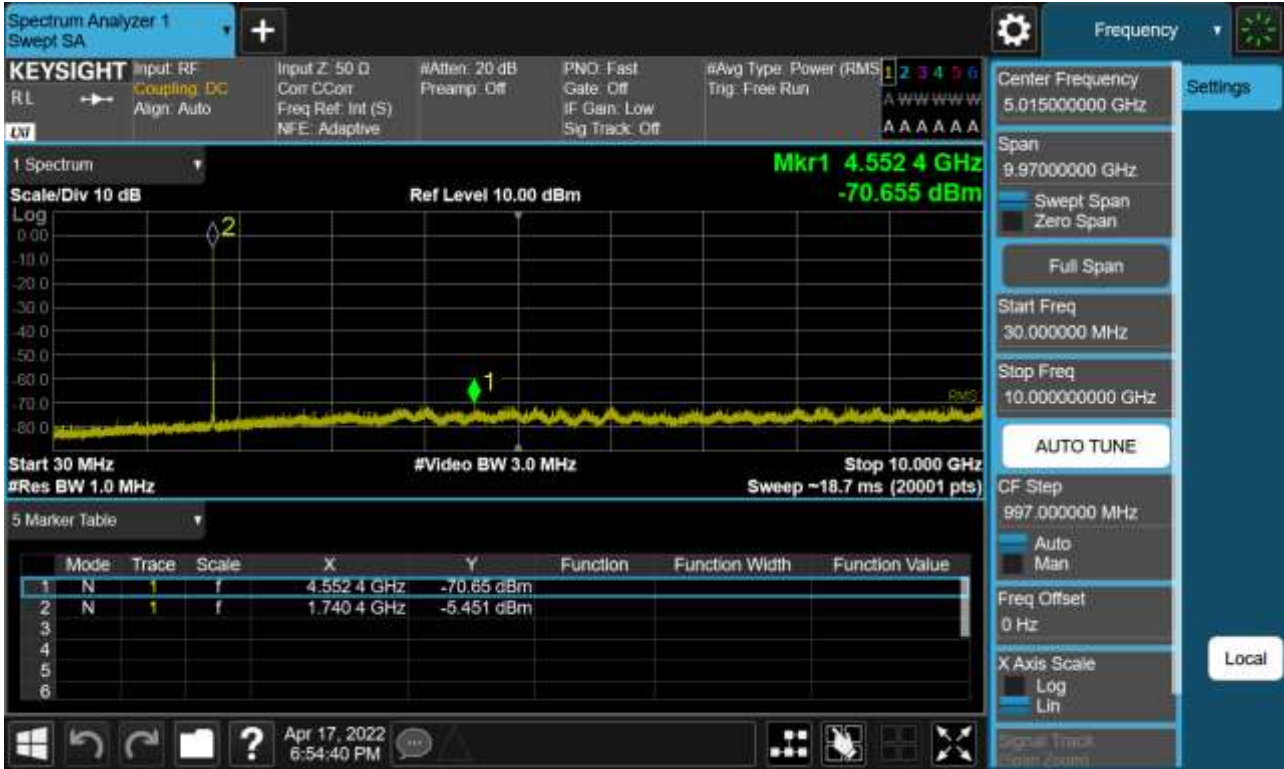 Spectrum Analyzer 1
Swept SA
+
Frequency
KEYSIGHT
RL
LXI
Input: RF
Coupling: DC
Align: Auto
Input Z: 50 Ω
Corr CCorr
Freq Ref: Int (S)
NFE: Adaptive
#Atten: 20 dB
Preamp: Off
PNO: Fast
Gate: Off
IF Gain: Low
Sig Track: Off
#Avg Type: Power (RMS
Trig: Free Run
1 2 3 4 5 6
A W W W W W
A A A A A A
1 Spectrum
Scale/Div 10 dB
Ref Level 10.00 dBm
Mkr1 4.552 4 GHz
-70.655 dBm
Log
0.00
-10.0
-20.0
-30.0
-40.0
-50.0
-60.0
-70.0
-80.0
2
1
RMS
Start 30 MHz
#Video BW 3.0 MHz
Stop 10.000 GHz
#Res BW 1.0 MHz
Sweep ~18.7 ms (20001 pts)
5 Marker Table
Mode Trace Scale X Y Function Function Width Function Value
1 N 1 f 4.552 4 GHz -70.65 dBm
2 N 1 f 1.740 4 GHz -5.451 dBm
3
4
5
6
?
Apr 17, 2022
6:54:40 PM
Center Frequency
5.015000000 GHz
Settings
Span
9.97000000 GHz
Swept Span
Zero Span
Full Span
Start Freq
30.000000 MHz
Stop Freq
10.000000000 GHz
AUTO TUNE
CF Step
997.000000 MHz
Auto
Man
Freq Offset
0 Hz
X Axis Scale
Log
Lin
Local
Signal Track
(Span Zoom)